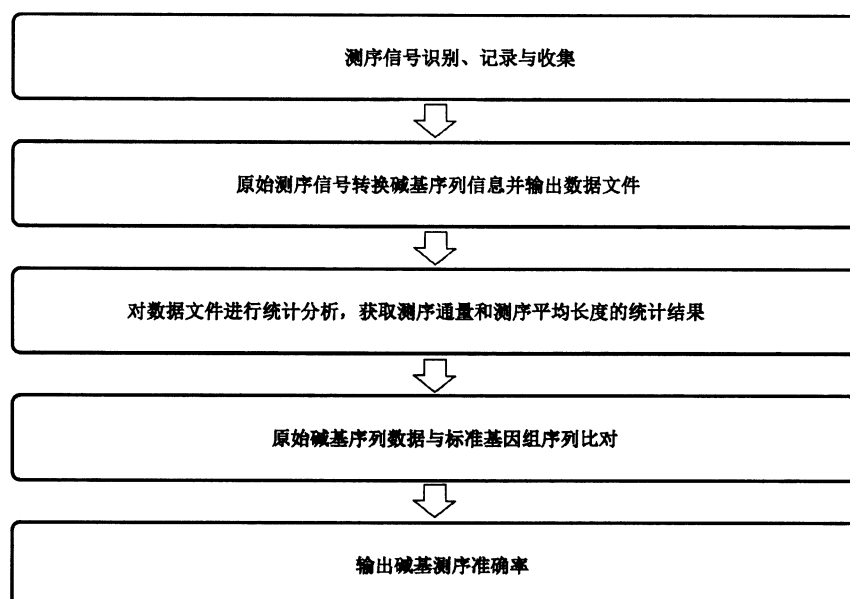 测序信号识别、记录与收集
原始测序信号转换碱基序列信息并输出数据文件
对数据文件进行统计分析，获取测序通量和测序平均长度的统计结果
原始碱基序列数据与标准基因组序列比对
输出碱基测序准确率